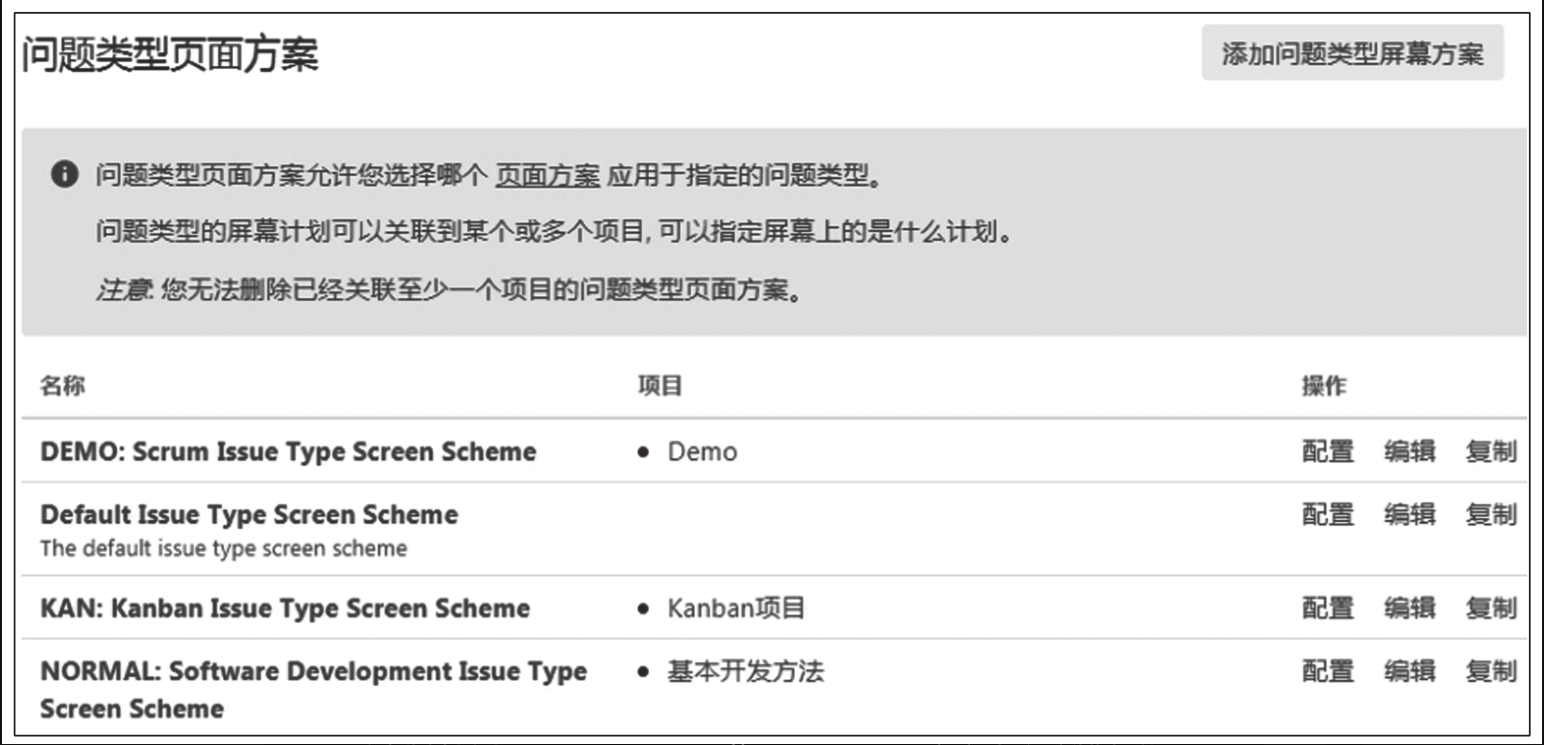 问题类型页面方案
添加问题类型屏幕方案
问题类型页面方案允许您选择哪个 页面方案 应用于指定的问题类型。
问题类型的屏幕计划可以关联到某个或多个项目, 可以指定屏幕上的是什么计划。
注意: 您无法删除已经关联至少一个项目的问题类型页面方案。
名称 项目 操作
DEMO: Scrum Issue Type Screen Scheme • Demo 配置 编辑 复制
Default Issue Type Screen Scheme 配置 编辑 复制
The default issue type screen scheme
KAN: Kanban Issue Type Screen Scheme • Kanban项目 配置 编辑 复制
NORMAL: Software Development Issue Type • 基本开发方法 配置 编辑 复制
Screen Scheme